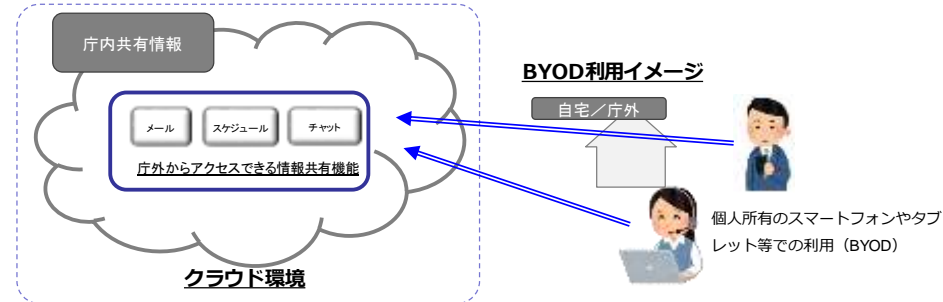 庁内共有情報
BYOD利用イメージ
自宅／庁外
メール
スケジュール
チャット
庁外からアクセスできる情報共有機能
個人所有のスマートフォンやタブ
レット等での利用（BYOD）
クラウド環境